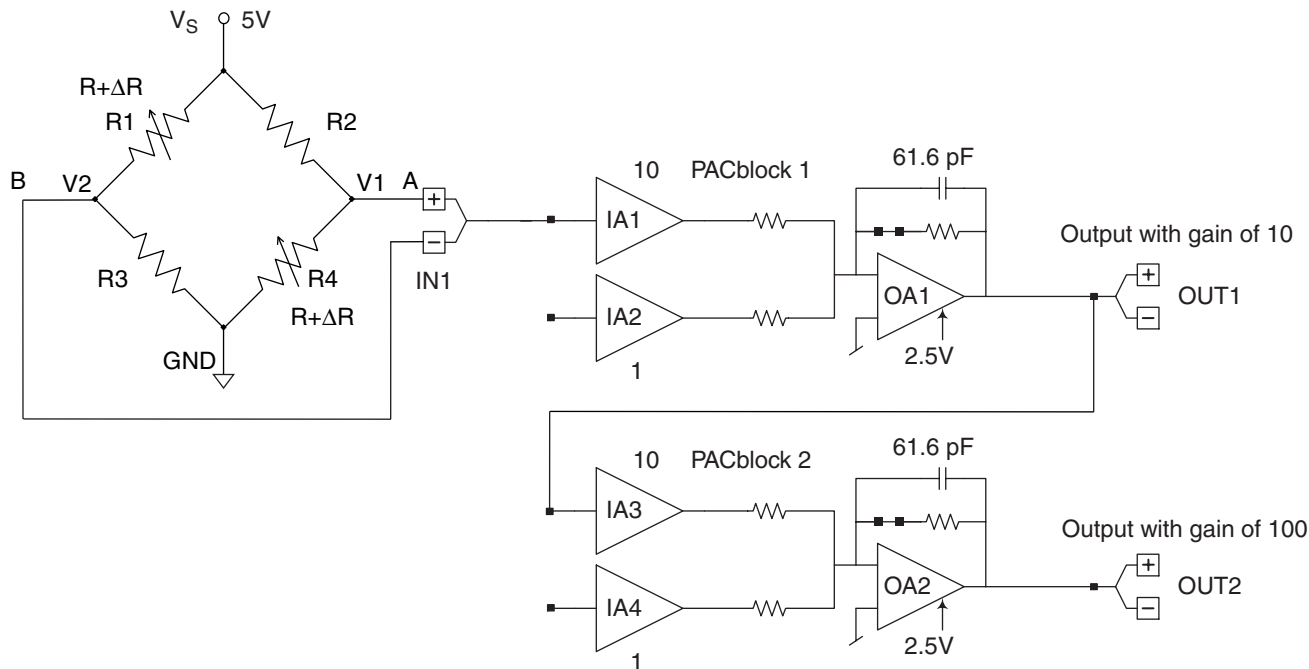 VS 5V
R+ΔR
R1
R2
B
V2
V1
A
+
−
IN1
R3
R4
R+ΔR
GND
10 PACblock 1
61.6 pF
IA1
IA2
1
OA1
2.5V
Output with gain of 10
+
−
OUT1
10 PACblock 2
61.6 pF
IA3
IA4
1
OA2
2.5V
Output with gain of 100
+
−
OUT2